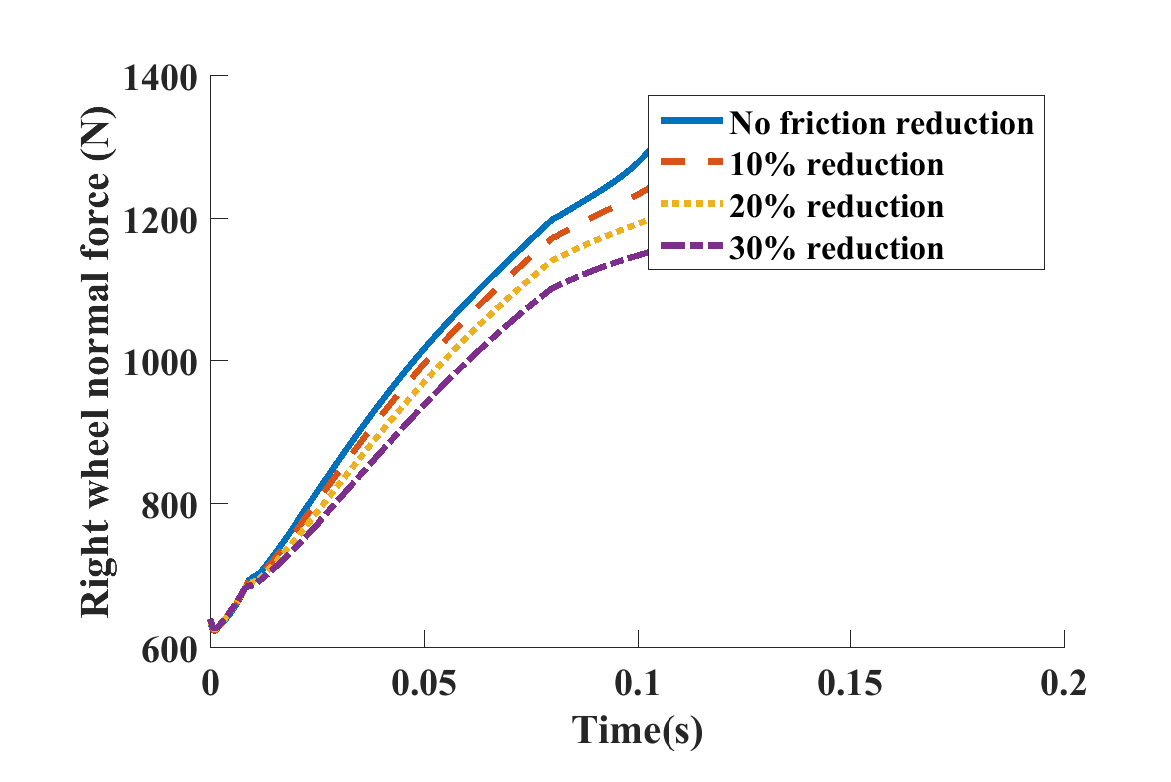 1400
1200
1000
800
600
Right wheel normal force (N)
No friction reduction
10% reduction
20% reduction
30% reduction
0
0.05
0.1
0.15
0.2
Time(s)